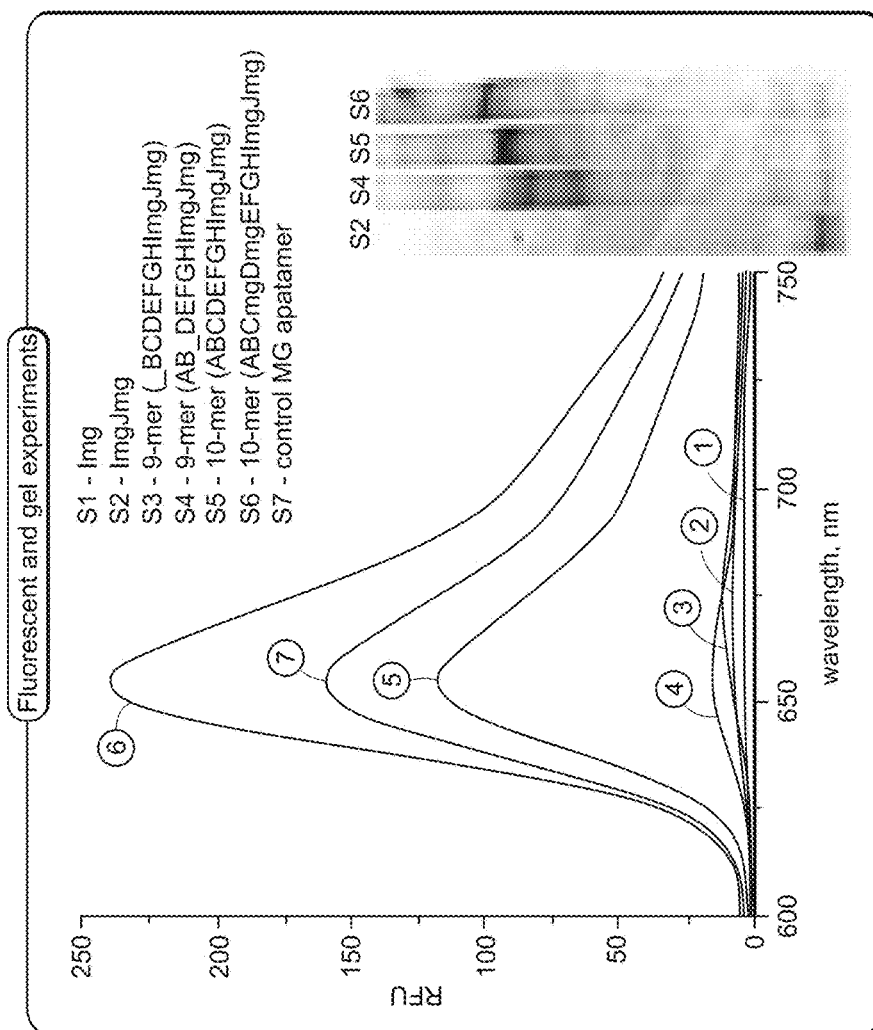 Fluorescent and gel experiments
S1 - Img
S2 - ImgJmg
S3 - 9-mer (_BCDEFGHImgJmg)
S4 - 9-mer (AB_DEFGHImgJmg)
S5 - 10-mer (ABCDEFGHImgJmg)
S6 - 10-mer (ABCmgDmgEFGHImgJmg)
S7 - control MG apatamer
S2 S4 S5 S6
RFU
250
200
150
100
50
0
6
7
5
4
3
2
1
600 650 700 750
wavelength, nm